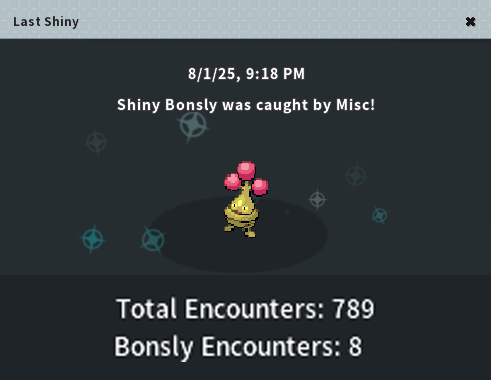 Last Shiny
8/1/25, 9:18 PM
Shiny Bonsly was caught by Misc!
Total Encounters: 789
Bonsly Encounters: 8